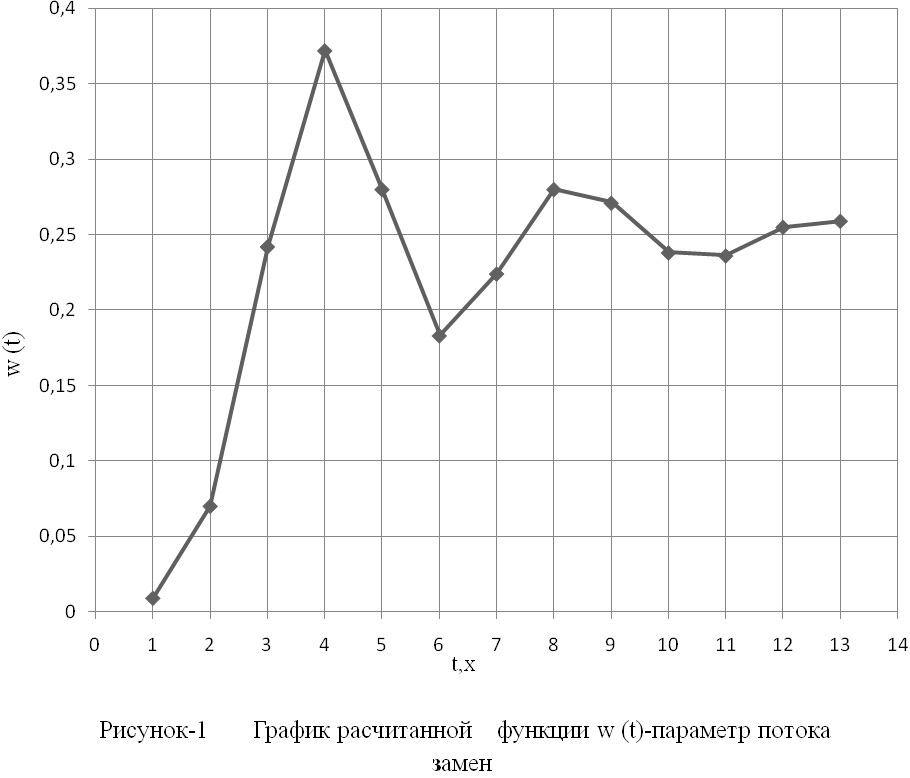 0,4
0,35
0,3
0,25
0,2
0,15
0,1
0,05
0
w (t)
0 1 2 3 4 5 6 7 8 9 10 11 12 13 14
t,x
Рисунок-1 График расчитанной функции w (t)-параметр потока
замен